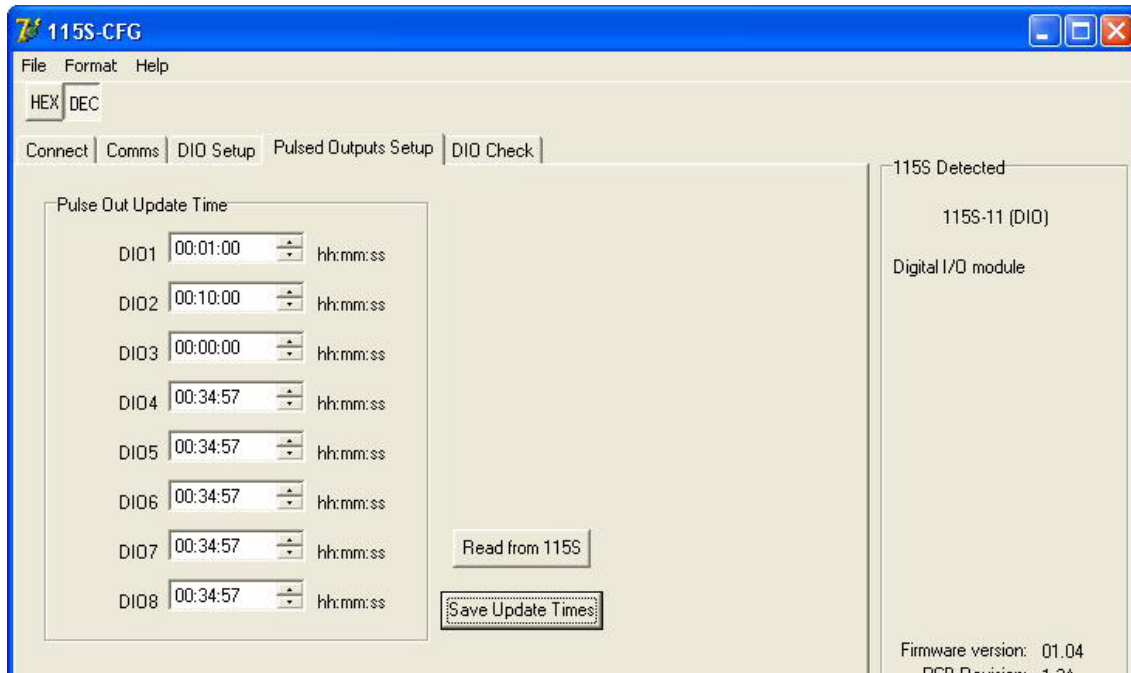 115S-CFG
File Format Help
HEX DEC
Connect Comms DIO Setup Pulsed Outputs Setup DIO Check
Pulse Out Update Time
DIO1 00:01:00 hh:mm:ss
DIO2 00:10:00 hh:mm:ss
DIO3 00:00:00 hh:mm:ss
DIO4 00:34:57 hh:mm:ss
DIO5 00:34:57 hh:mm:ss
DIO6 00:34:57 hh:mm:ss
DIO7 00:34:57 hh:mm:ss
DIO8 00:34:57 hh:mm:ss
Read from 115S
Save Update Times
115S Detected
115S-11 (DIO)
Digital I/O module
Firmware version: 01.04